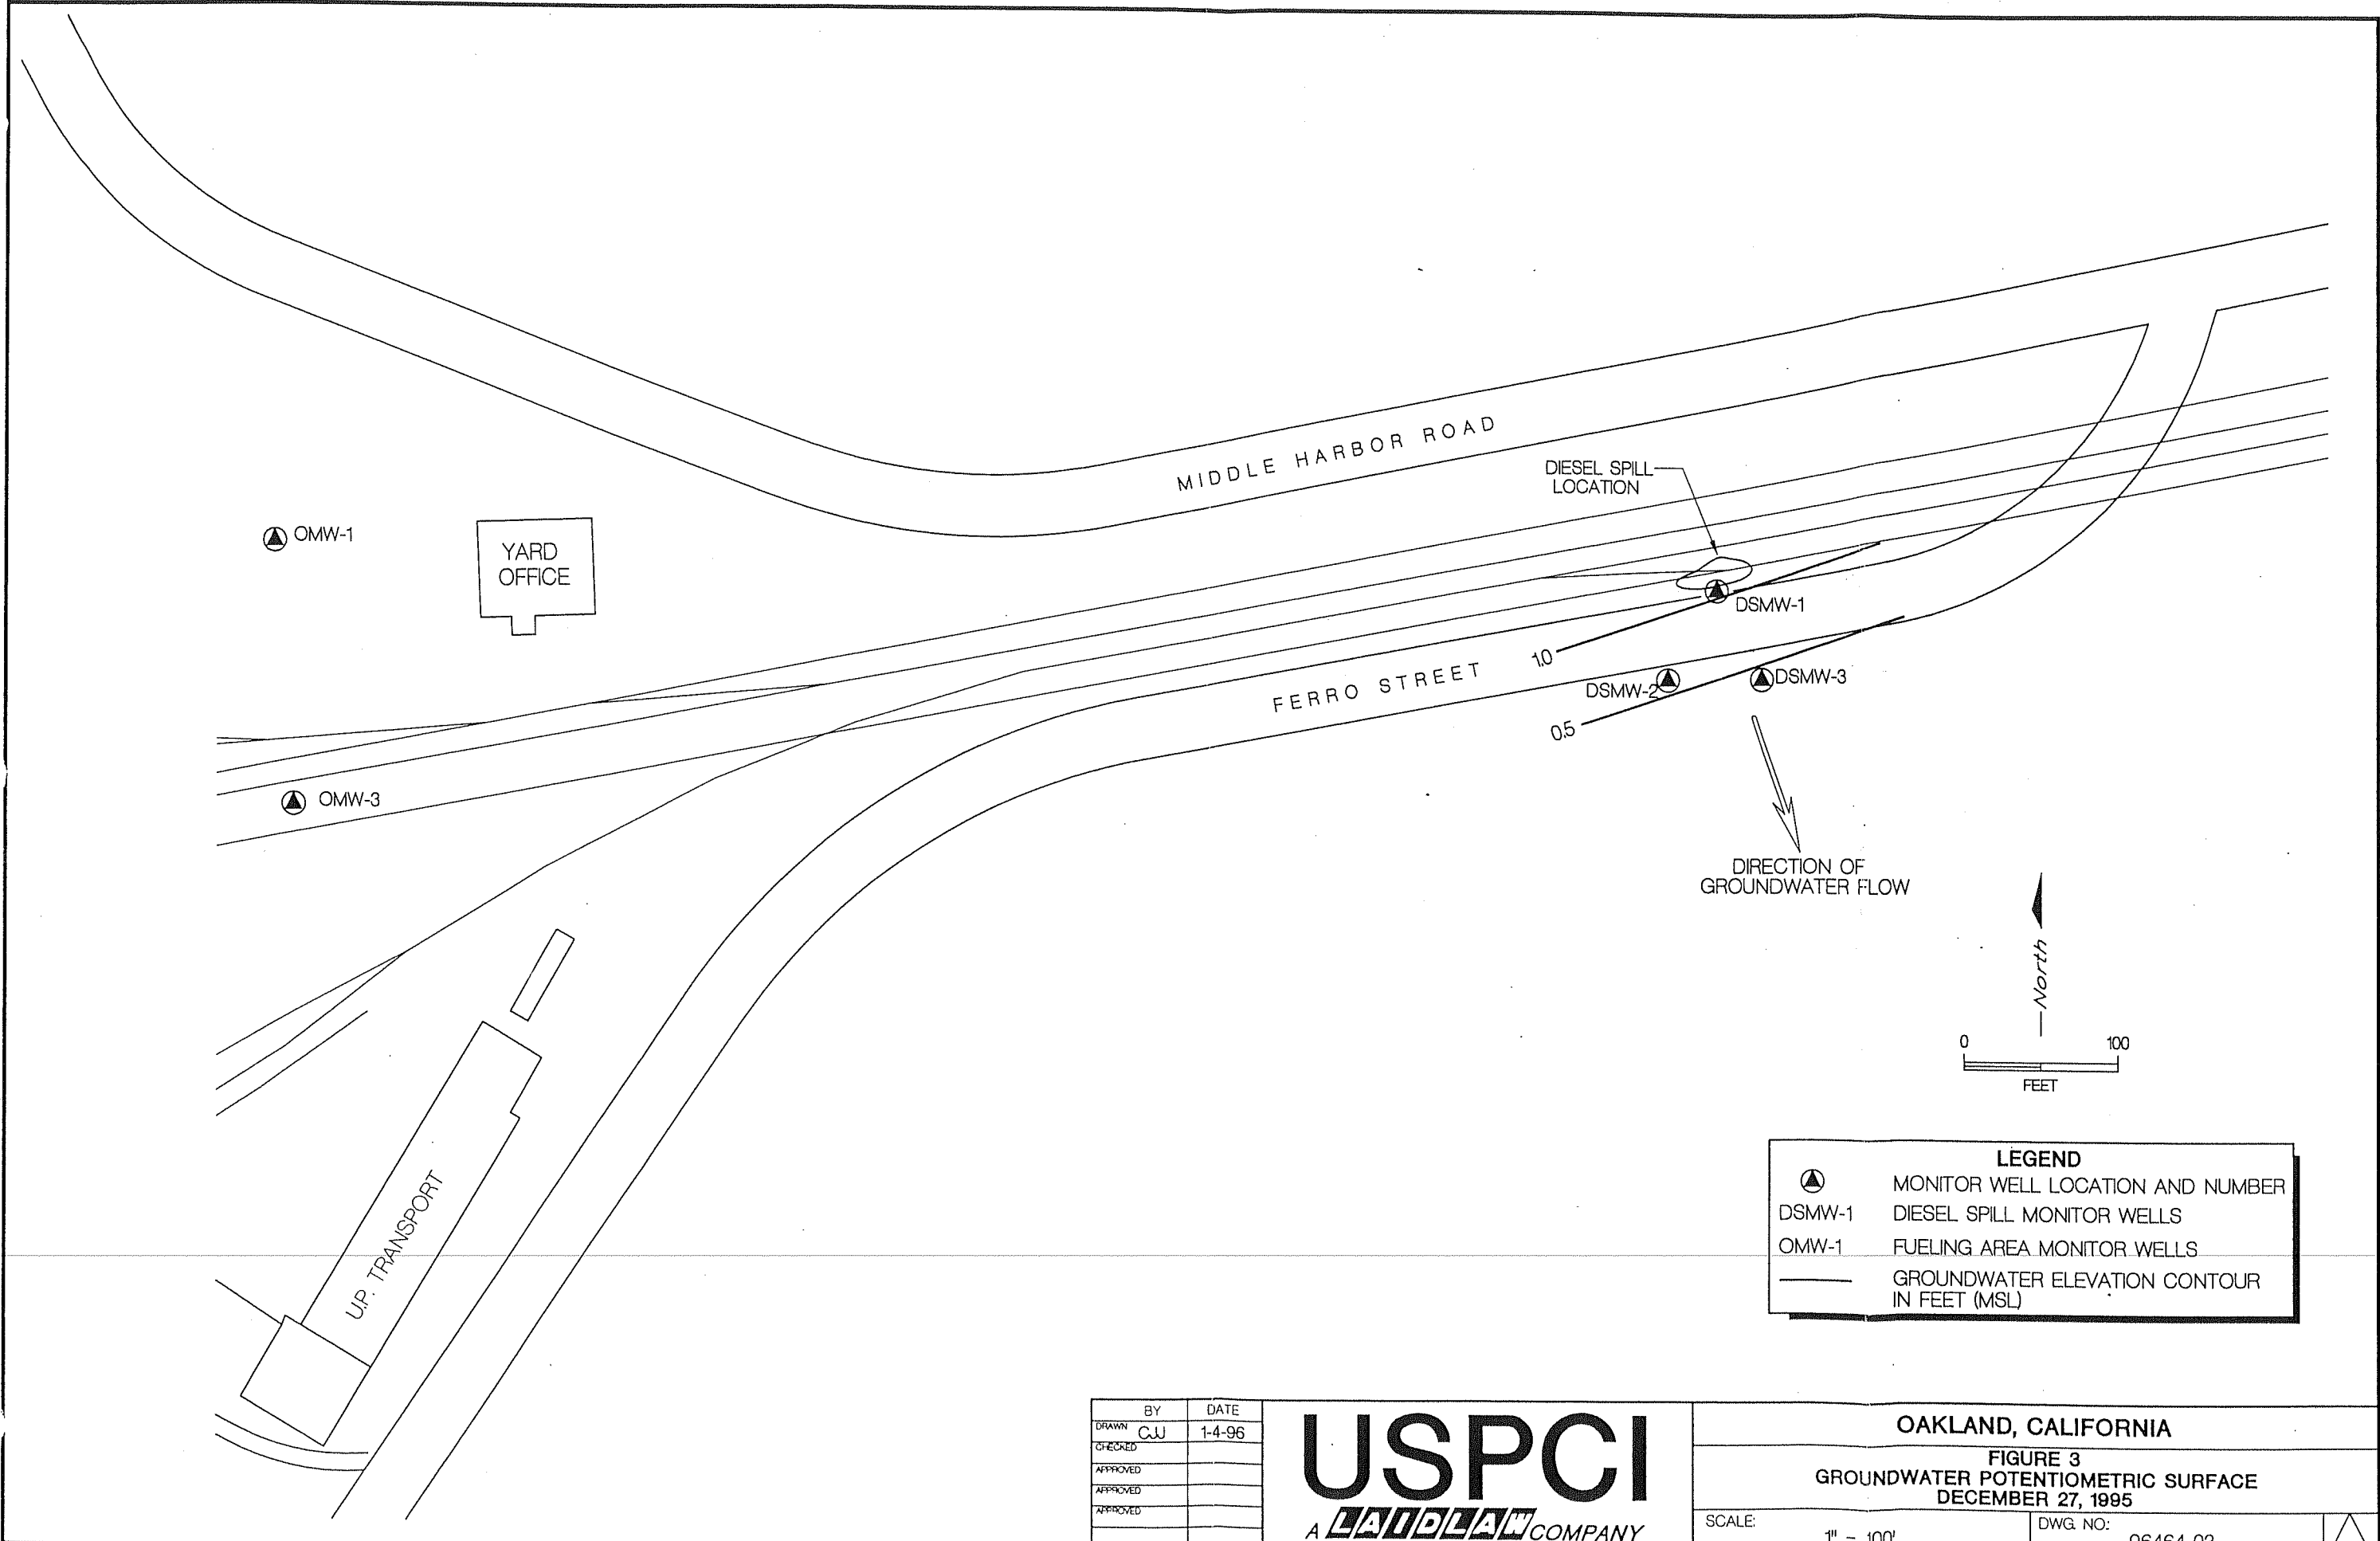 MIDDLE HARBOR ROAD
DIESEL SPILL
LOCATION
OMW-1
YARD
OFFICE
DSMW-1
1.0
FERRO STREET
DSMW-2
DSMW-3
0.5
OMW-3
DIRECTION OF
GROUNDWATER FLOW
North
0 100
FEET
U.P. TRANSPORT
LEGEND
MONITOR WELL LOCATION AND NUMBER
DSMW-1 DIESEL SPILL MONITOR WELLS
OMW-1 FUELING AREA MONITOR WELLS
GROUNDWATER ELEVATION CONTOUR
IN FEET (MSL)
BY DATE
DRAWN CJJ 1-4-96
CHECKED
APPROVED
APPROVED
APPROVED
USPCI
A LAIDLAW COMPANY
OAKLAND, CALIFORNIA
FIGURE 3
GROUNDWATER POTENTIOMETRIC SURFACE
DECEMBER 27, 1995
SCALE:
1" = 100'
DWG. NO.: